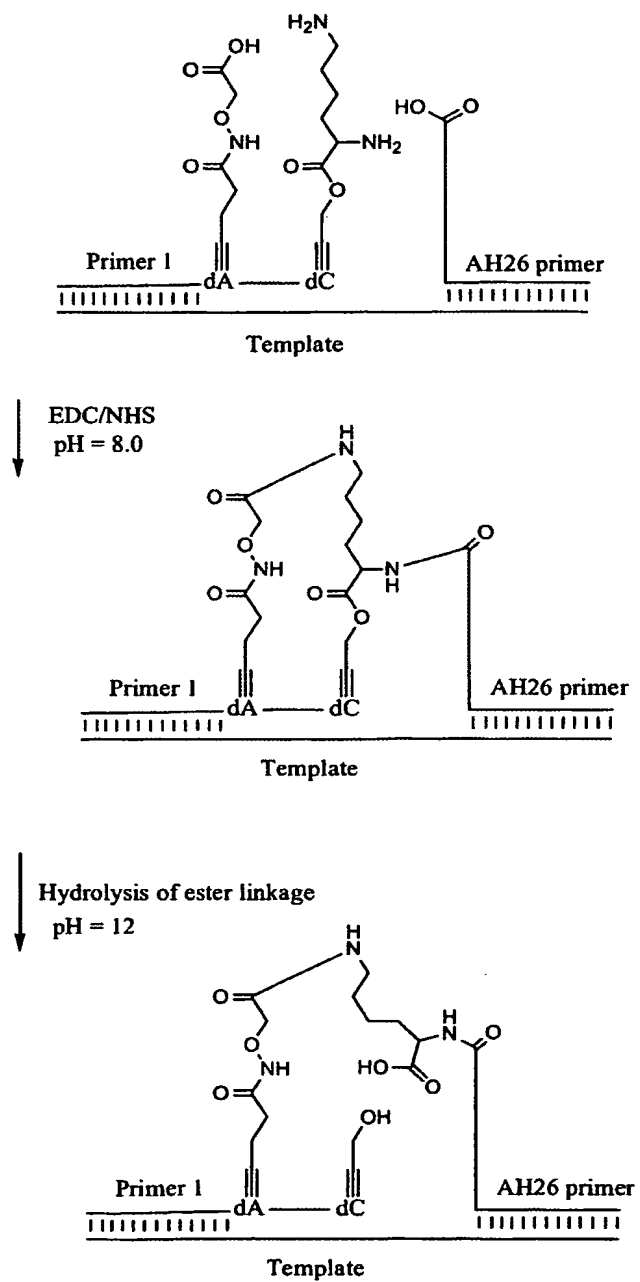 H₂N
O OH
HO O
O
NH
O NH₂
O
O
Primer 1 AH26 primer
dA dC
Template
EDC/NHS
pH = 8.0
H
N
O
O
O
NH
N
H
O
O
O
Primer 1 AH26 primer
dA dC
Template
Hydrolysis of ester linkage
pH = 12
H
N
O
H
N O
O
NH
HO
O
O
OH
Primer 1 AH26 primer
dA dC
Template